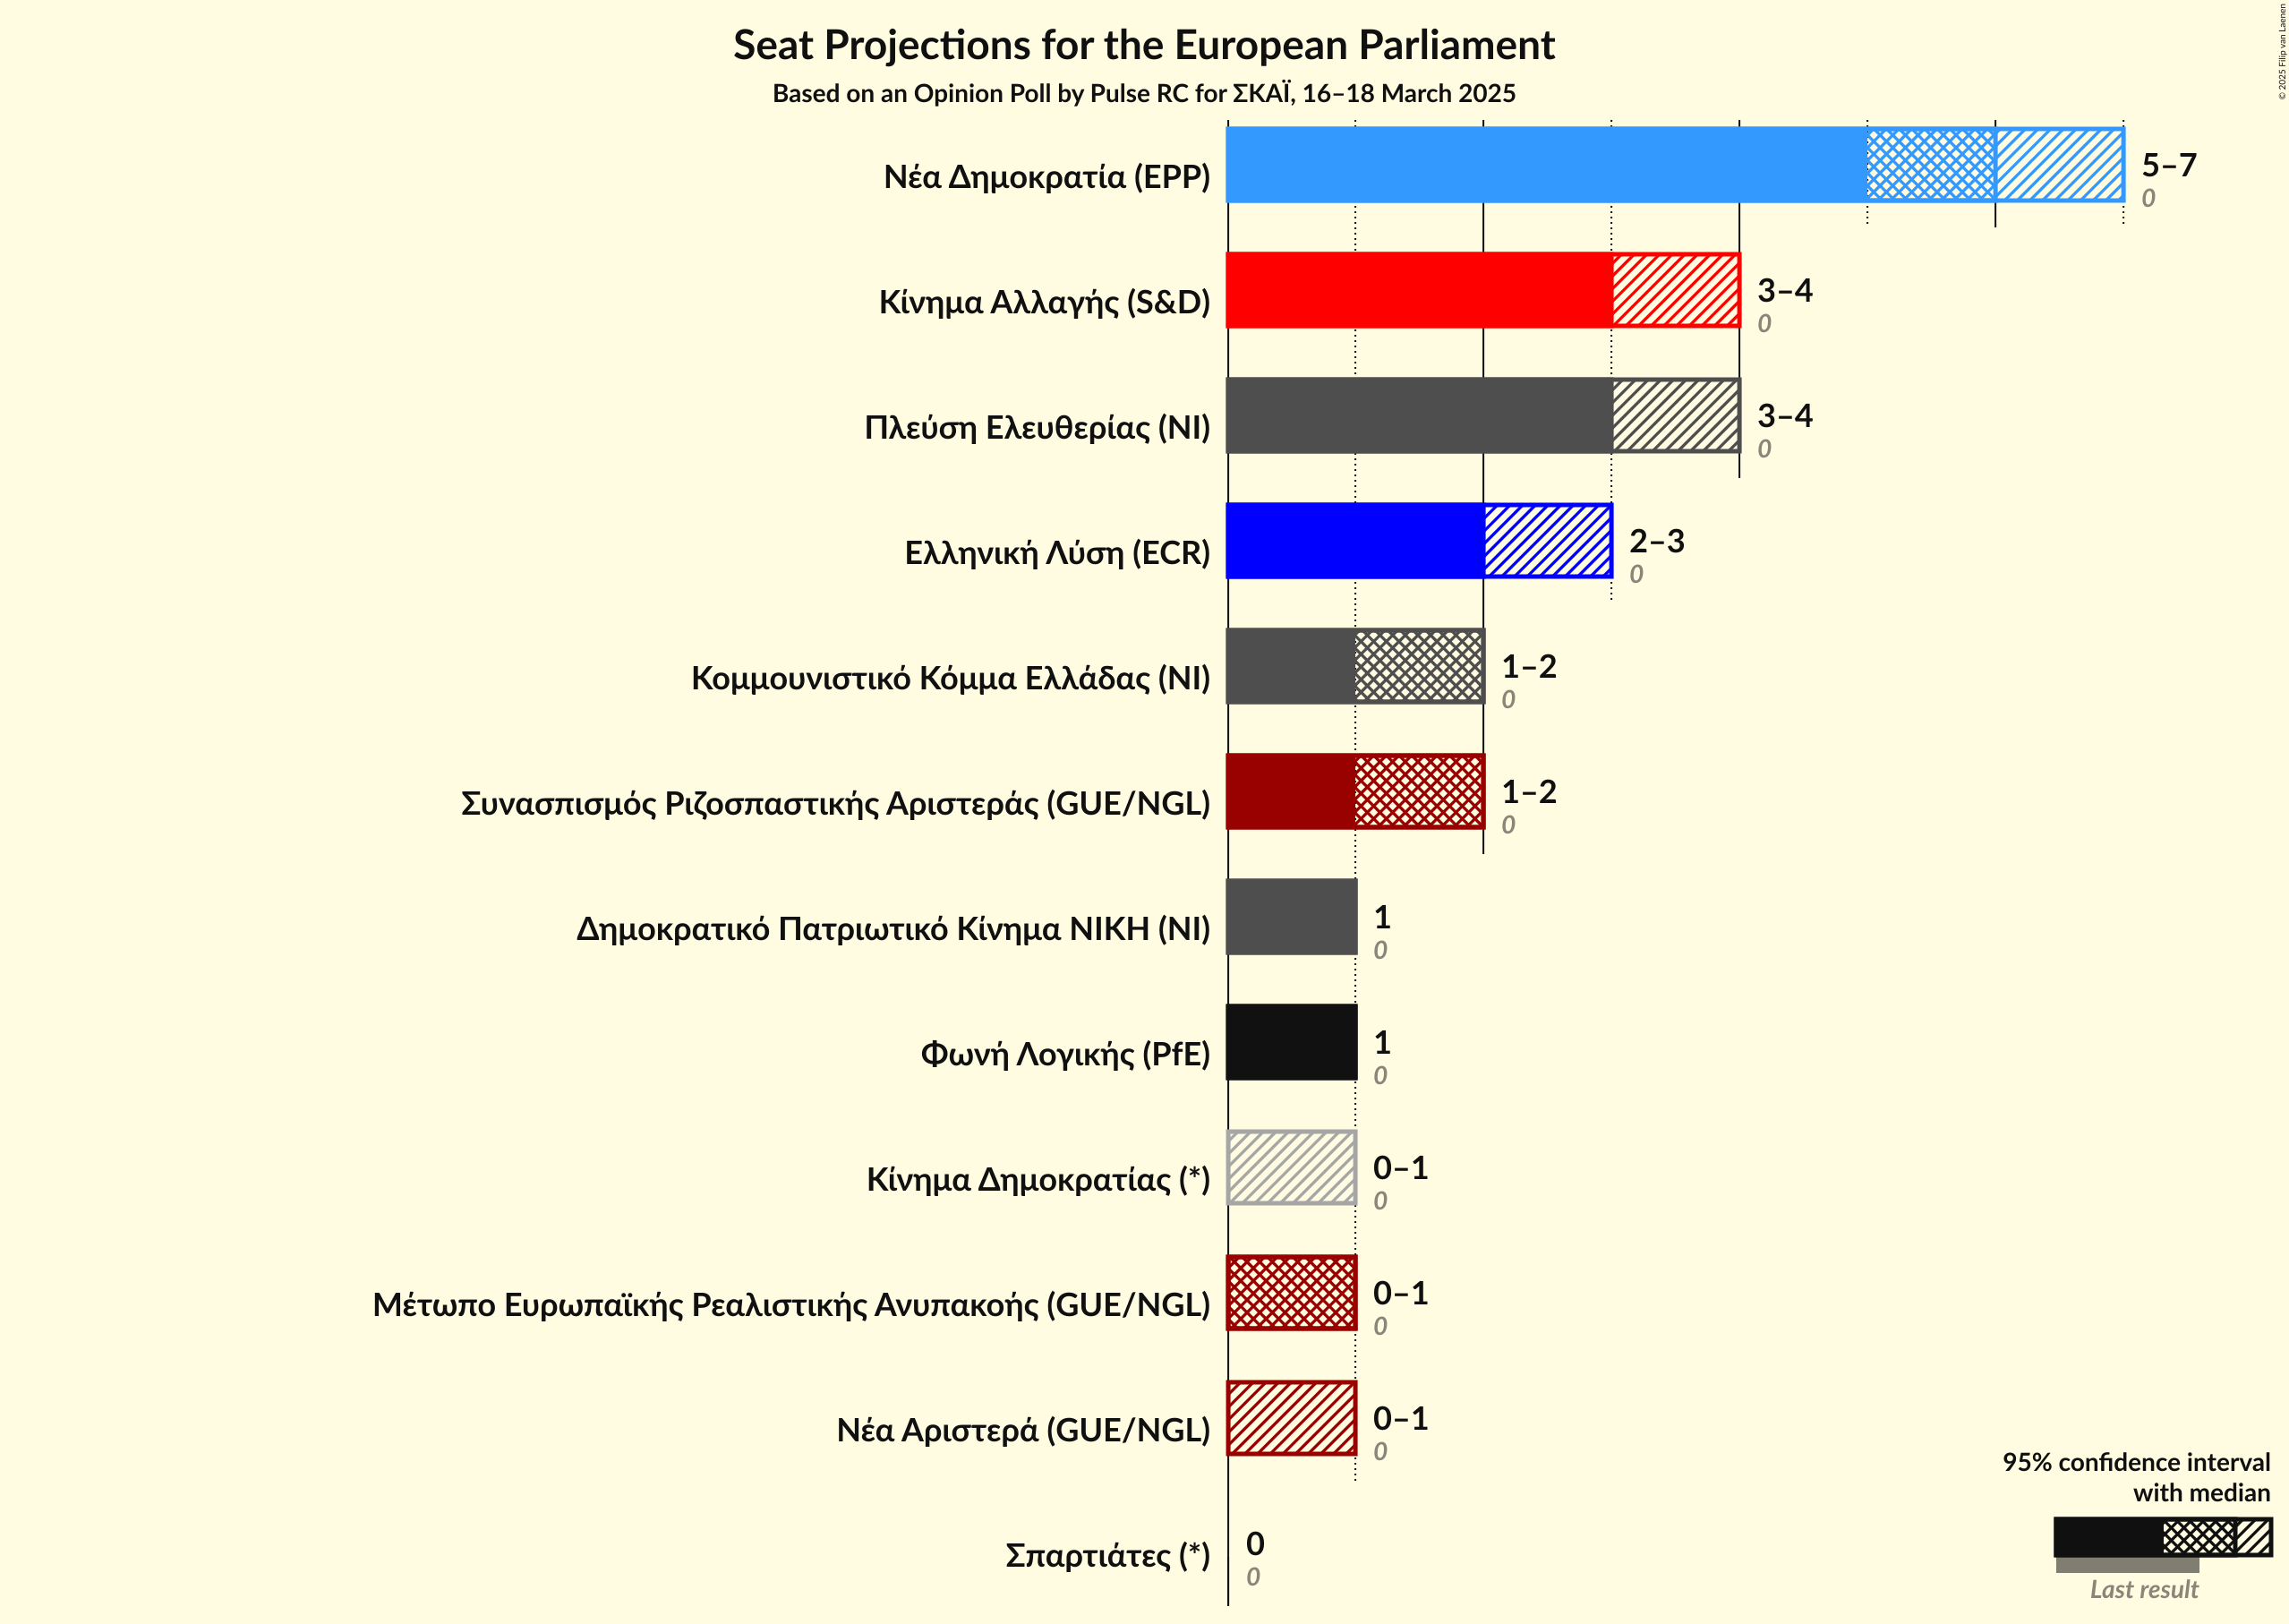 Seat Projections for the European Parliament
Based on an Opinion Poll by Pulse RC for ΣΚΑΪ, 16–18 March 2025
© 2025 Filip van Laenen
Νέα Δημοκρατία (EPP)
5–7
0
Κίνημα Αλλαγής (S&D)
3–4
0
Πλεύση Ελευθερίας (NI)
3–4
0
Ελληνική Λύση (ECR)
2–3
0
Κομμουνιστικό Κόμμα Ελλάδας (NI)
1–2
0
Συνασπισμός Ριζοσπαστικής Αριστεράς (GUE/NGL)
1–2
0
Δημοκρατικό Πατριωτικό Κίνημα ΝΙΚΗ (NI)
1
0
Φωνή Λογικής (PfE)
1
0
Κίνημα Δημοκρατίας (*)
0–1
0
Μέτωπο Ευρωπαϊκής Ρεαλιστικής Ανυπακοής (GUE/NGL)
0–1
0
Νέα Αριστερά (GUE/NGL)
0–1
0
Σπαρτιάτες (*)
0
0
95% confidence interval
with median
Last result